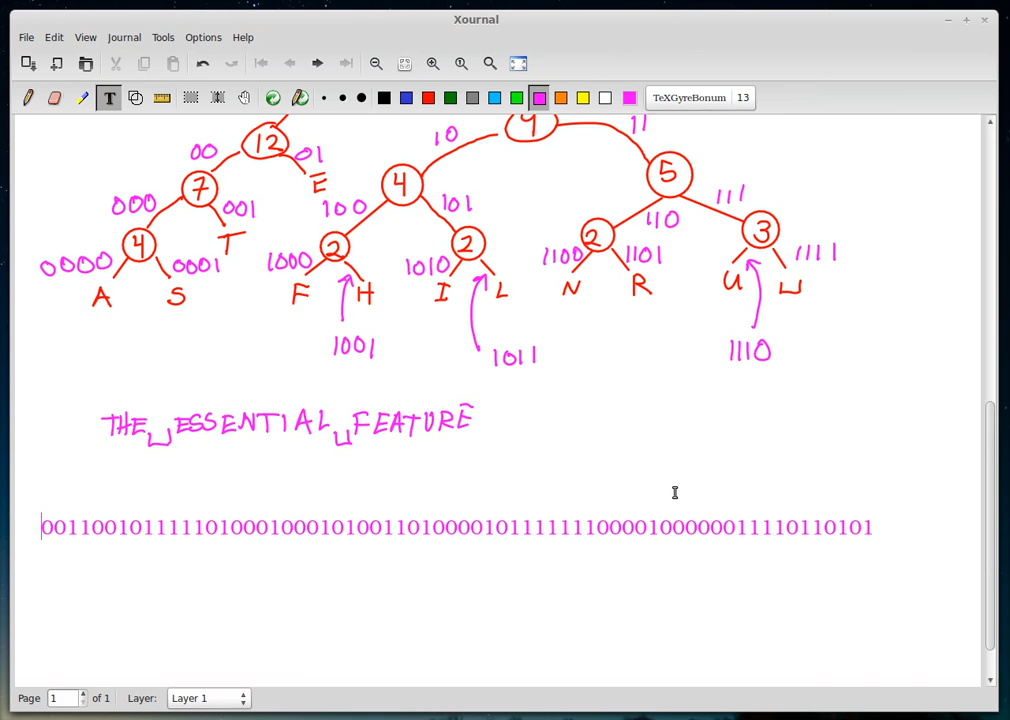 Xournal
File Edit View Journal Tools Options Help
TeXGyreBonum 13
10 9 11
00 12 01
7 E 4 5
000 001 100 101 110 111
4 T 2 2 2 3
0000 0001 1000 1010 1100 1101 1111
A S F H I L N R U ␣
1001 1011 1110
THE␣ESSENTIAL␣FEATURE
001100101111101000100010100110100001011111110000100000011110110101
Page 1 of 1 Layer: Layer 1